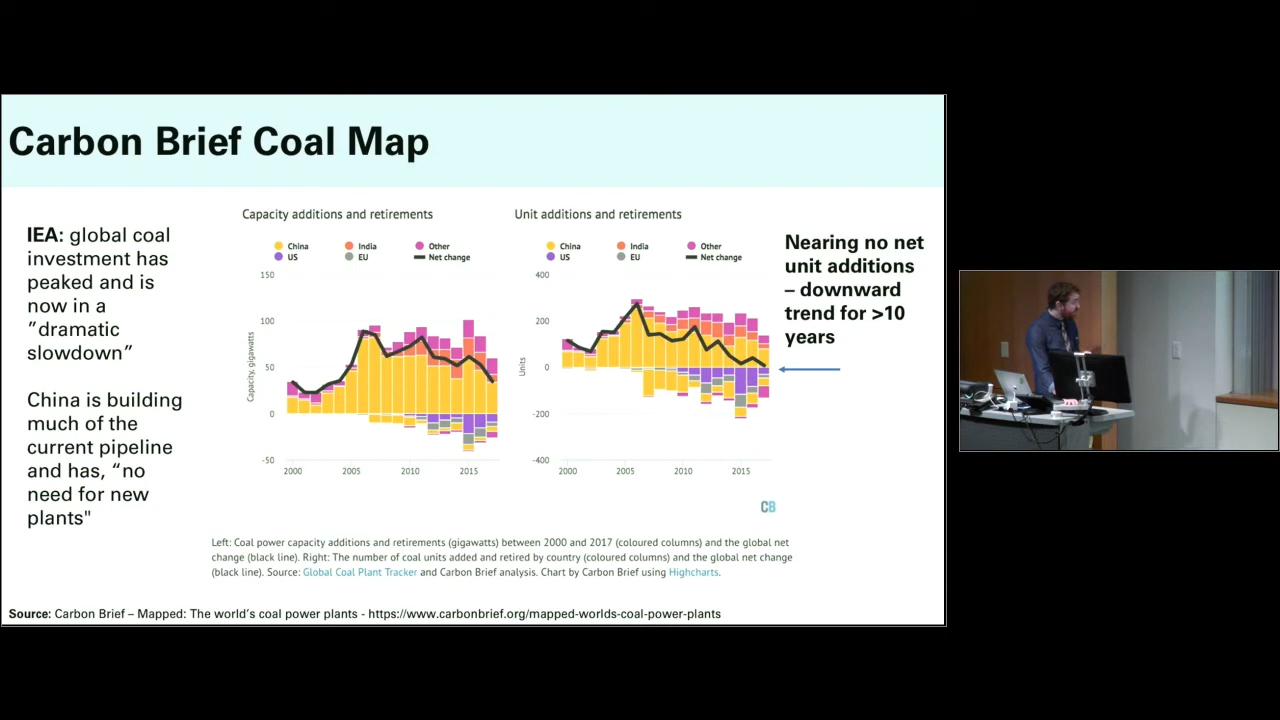 Carbon Brief Coal Map
IEA: global coal
investment has
peaked and is
now in a
”dramatic
slowdown”
China is building
much of the
current pipeline
and has, “no
need for new
plants"
Capacity additions and retirements
China
India
Other
US
EU
Net change
Capacity, gigawatts
150
100
50
0
-50
2000
2005
2010
2015
Unit additions and retirements
China
India
Other
US
EU
Net change
Units
400
200
0
-200
-400
2000
2005
2010
2015
Nearing no net
unit additions
– downward
trend for >10
years
CB
Left: Coal power capacity additions and retirements (gigawatts) between 2000 and 2017 (coloured columns) and the global net
change (black line). Right: The number of coal units added and retired by country (coloured columns) and the global net change
(black line). Source: Global Coal Plant Tracker and Carbon Brief analysis. Chart by Carbon Brief using Highcharts.
Source: Carbon Brief – Mapped: The world’s coal power plants - https://www.carbonbrief.org/mapped-worlds-coal-power-plants